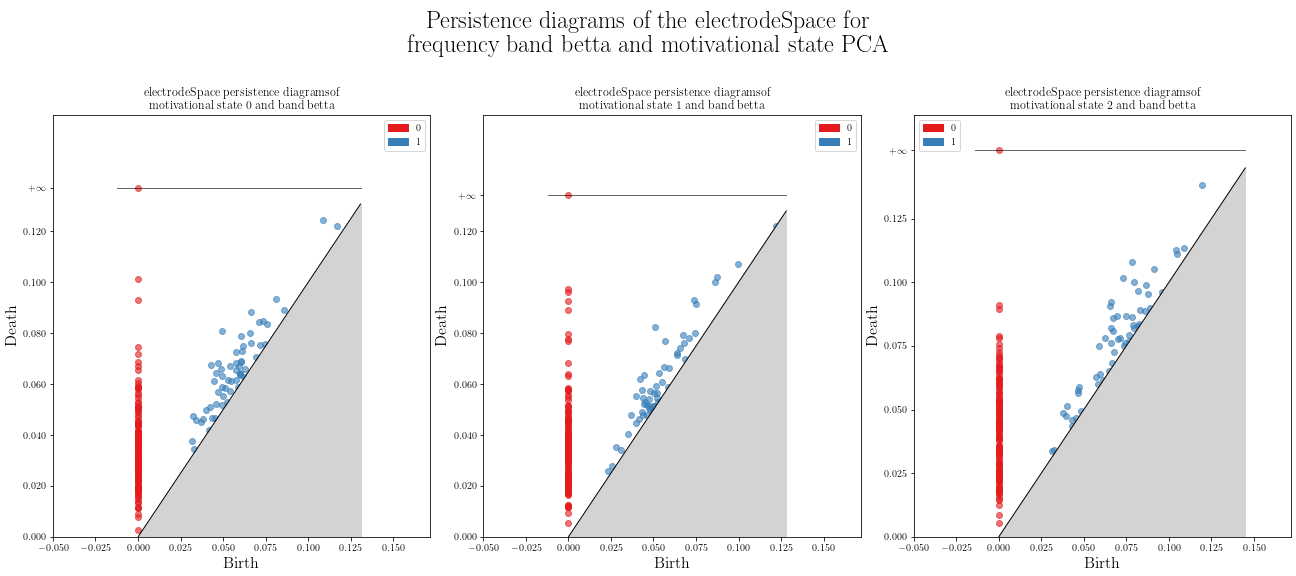 Persistence diagrams of the electrodeSpace for
frequency band betta and motivational state PCA
electrodeSpace persistence diagramsof
motivational state 0 and band betta
0
1
+∞
0.120
0.100
0.080
0.060
0.040
0.020
0.000
Death
−0.050 −0.025 0.000 0.025 0.050 0.075 0.100 0.125 0.150
Birth
electrodeSpace persistence diagramsof
motivational state 1 and band betta
0
1
+∞
0.120
0.100
0.080
0.060
0.040
0.020
0.000
Death
−0.050 −0.025 0.000 0.025 0.050 0.075 0.100 0.125 0.150
Birth
electrodeSpace persistence diagramsof
motivational state 2 and band betta
0
1
+∞
0.125
0.100
0.075
0.050
0.025
0.000
Death
−0.050 −0.025 0.000 0.025 0.050 0.075 0.100 0.125 0.150
Birth